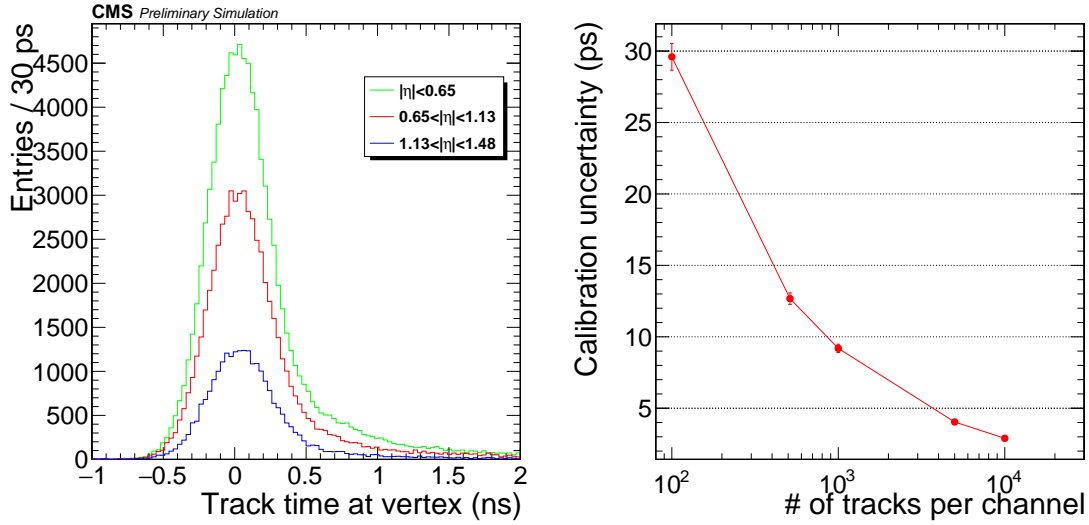 CMS Preliminary Simulation
Entries / 30 ps
4500
4000
3500
3000
2500
2000
1500
1000
500
0
|η|<0.65
0.65<|η|<1.13
1.13<|η|<1.48
−1 −0.5 0 0.5 1 1.5 2
Track time at vertex (ns)
Calibration uncertainty (ps)
30
25
20
15
10
5
10² 10³ 10⁴
# of tracks per channel